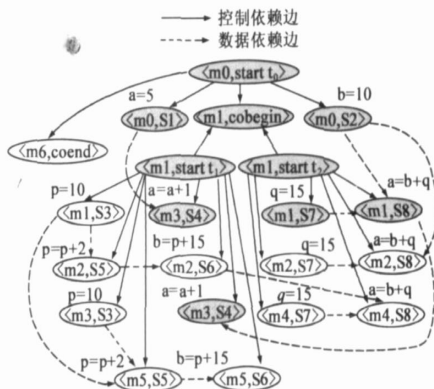 控制依赖边
数据依赖边
⟨m0,start t₀⟩
a=5
b=10
⟨m0,S1⟩
⟨m1,cobegin⟩
⟨m0,S2⟩
⟨m6,coend⟩
⟨m1,start t₁⟩
⟨m1,start t₂⟩
p=10
a=a+1
q=15
a=b+q
⟨m1,S3⟩
⟨m3,S4⟩
⟨m1,S7⟩
⟨m1,S8⟩
p=p+2
b=p+15
q=15
a=b+q
⟨m2,S5⟩
⟨m2,S6⟩
⟨m2,S7⟩
⟨m2,S8⟩
p=10
a=a+1
q=15
a=b+q
⟨m3,S3⟩
⟨m3,S4⟩
⟨m4,S7⟩
⟨m4,S8⟩
p=p+2
b=p+15
⟨m5,S5⟩
⟨m5,S6⟩